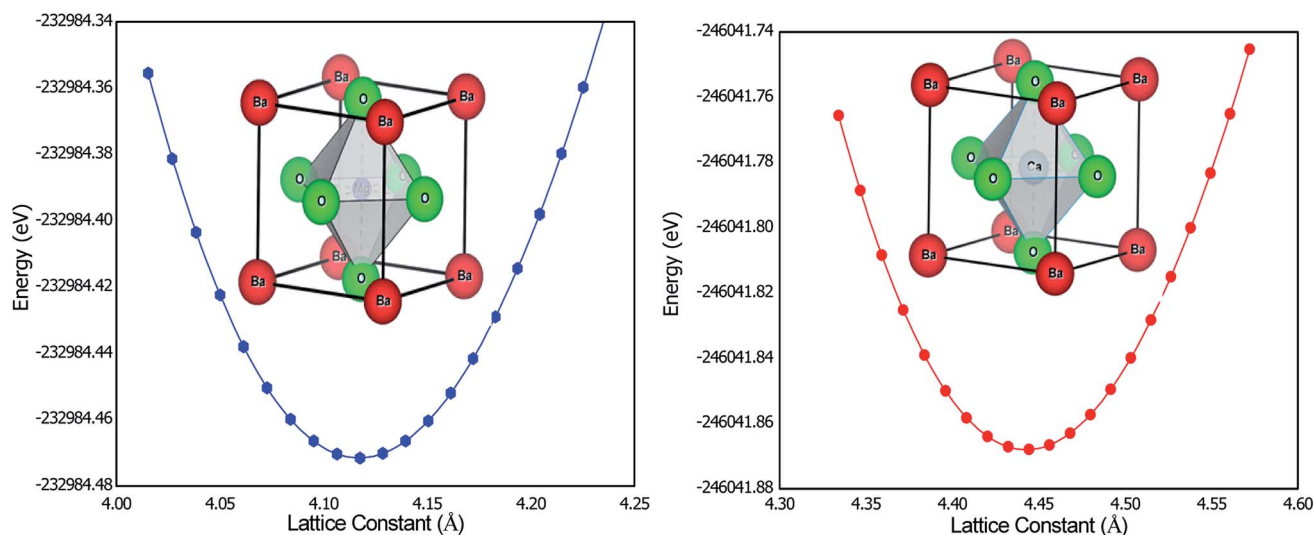 -232984.34
-232984.36
-232984.38
-232984.40
-232984.42
-232984.44
-232984.46
-232984.48
Energy (eV)
4.00
4.05
4.10
4.15
4.20
4.25
Lattice Constant (Å)
Ba
Ba
Ba
O
Ba
O
O
Mg
O
O
Ba
Ba
O
Ba
Ba
-246041.74
-246041.76
-246041.78
-246041.80
-246041.82
-246041.84
-246041.86
-246041.88
Energy (eV)
4.30
4.35
4.40
4.45
4.50
4.55
4.60
Lattice Constant (Å)
Ba
Ba
O
Ba
Ba
O
O
Ca
O
O
Ba
Ba
O
Ba
Ba